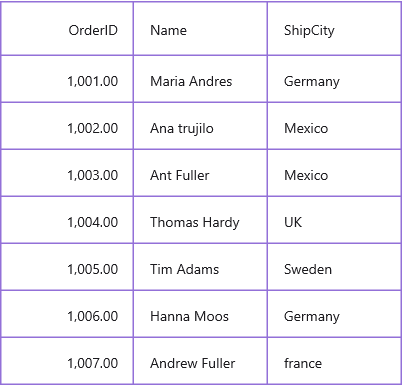 OrderID Name ShipCity
1,001.00 Maria Andres Germany
1,002.00 Ana trujilo Mexico
1,003.00 Ant Fuller Mexico
1,004.00 Thomas Hardy UK
1,005.00 Tim Adams Sweden
1,006.00 Hanna Moos Germany
1,007.00 Andrew Fuller france